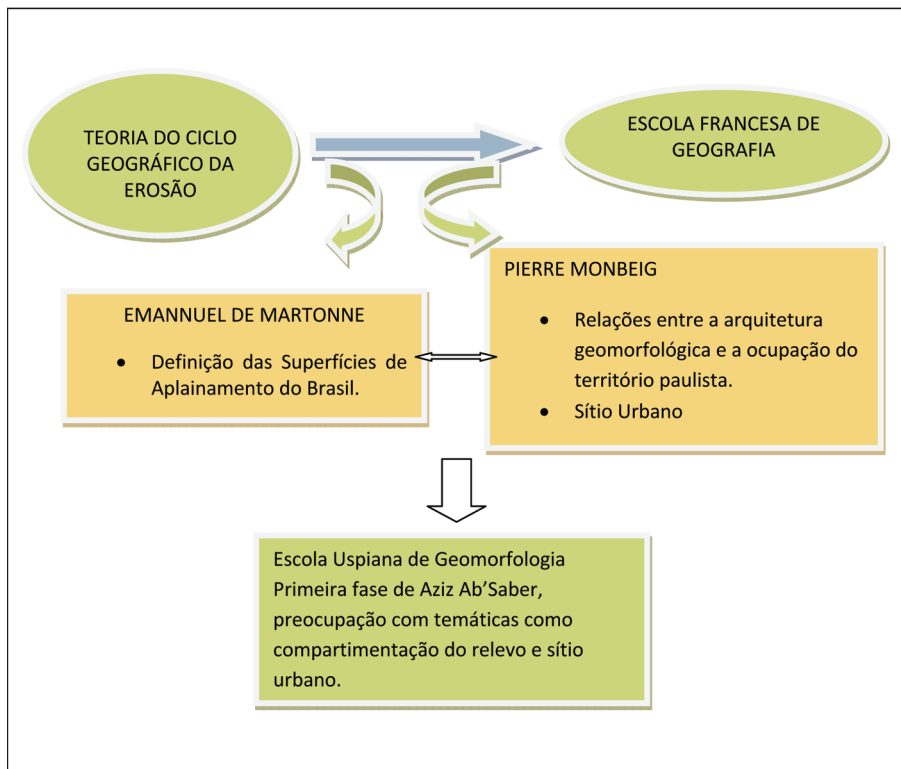 TEORIA DO CICLO
GEOGRÁFICO DA
EROSÃO
ESCOLA FRANCESA DE
GEOGRAFIA
EMANNUEL DE MARTONNE
• Definição das Superfícies de
Aplainamento do Brasil.
PIERRE MONBEIG
• Relações entre a arquitetura
geomorfológica e a ocupação do
território paulista.
• Sítio Urbano
Escola Uspiana de Geomorfologia
Primeira fase de Aziz Ab’Saber,
preocupação com temáticas como
compartimentação do relevo e sítio
urbano.